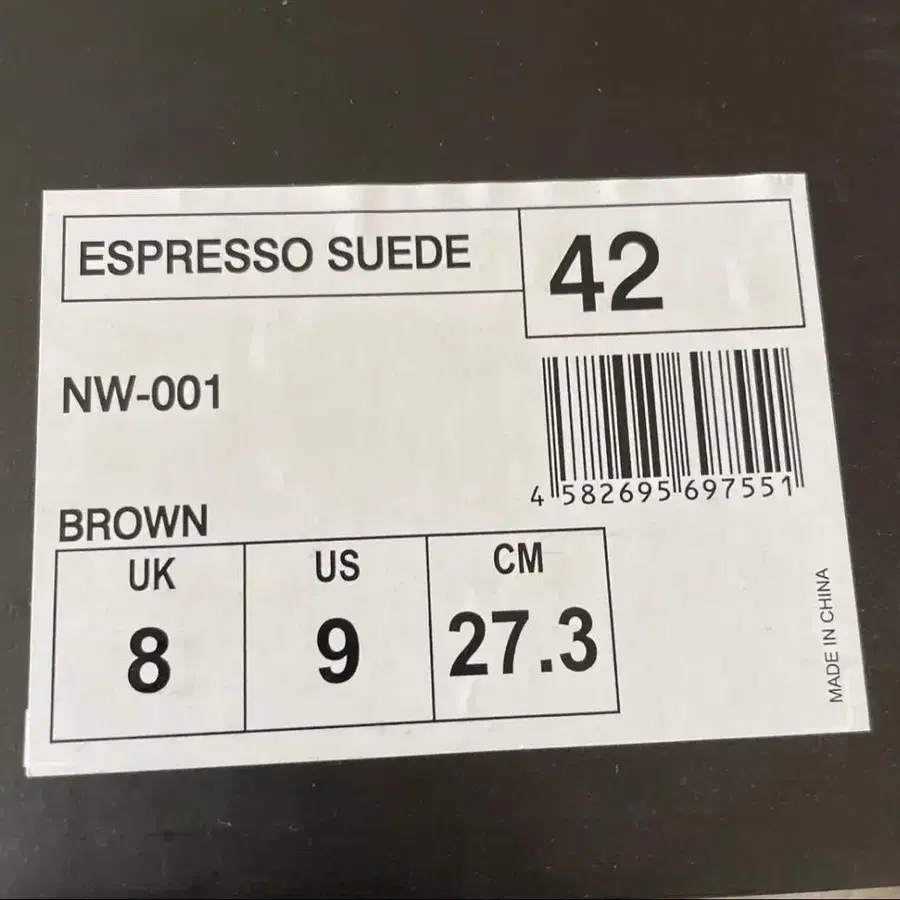 ESPRESSO SUEDE
42
NW-001
4 582695 697551
BROWN
UK US CM
8 9 27.3
MADE IN CHINA